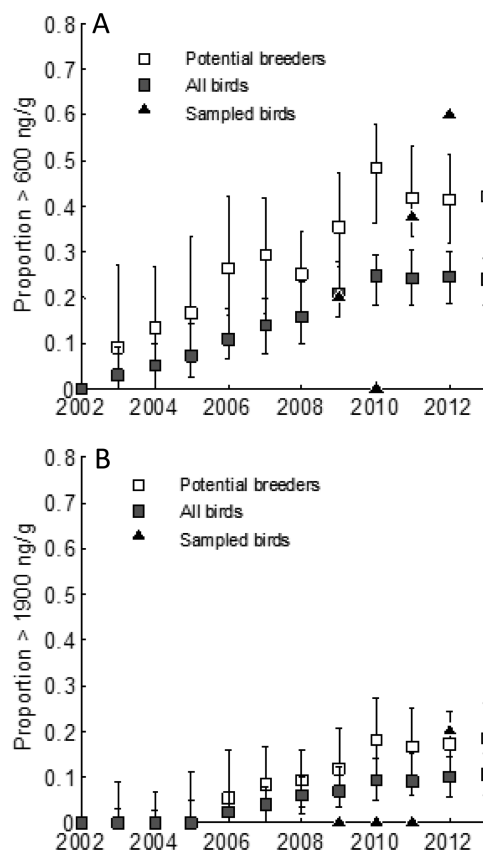 A
0.8
0.7
0.6
0.5
0.4
0.3
0.2
0.1
0
Proportion > 600 ng/g
Potential breeders
All birds
Sampled birds
2002 2004 2006 2008 2010 2012
B
0.8
0.7
0.6
0.5
0.4
0.3
0.2
0.1
0
Proportion > 1900 ng/g
Potential breeders
All birds
Sampled birds
2002 2004 2006 2008 2010 2012